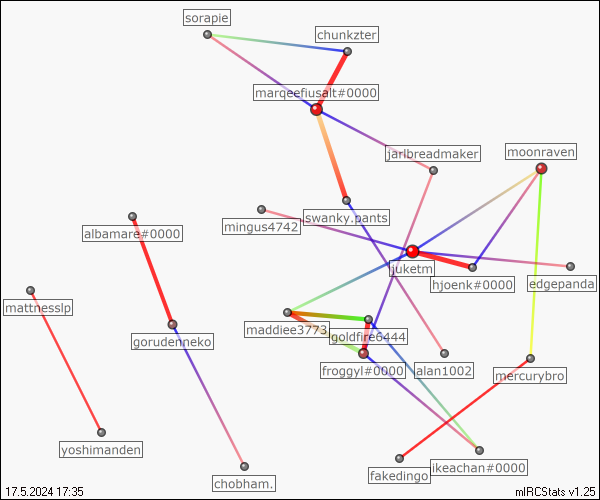 sorapie
chunkzter
marqeefiusalt#0000
jarlbreadmaker
moonraven
swanky.pants
mingus4742
albamare#0000
juketm
hjoenk#0000
edgepanda
mattnesslp
maddiee3773
goldfire6444
gorudenneko
froggyl#0000
alan1002
mercurybro
yoshimanden
fakedingo
ikeachan#0000
chobham.
17.5.2024 17:35
mIRCStats v1.25